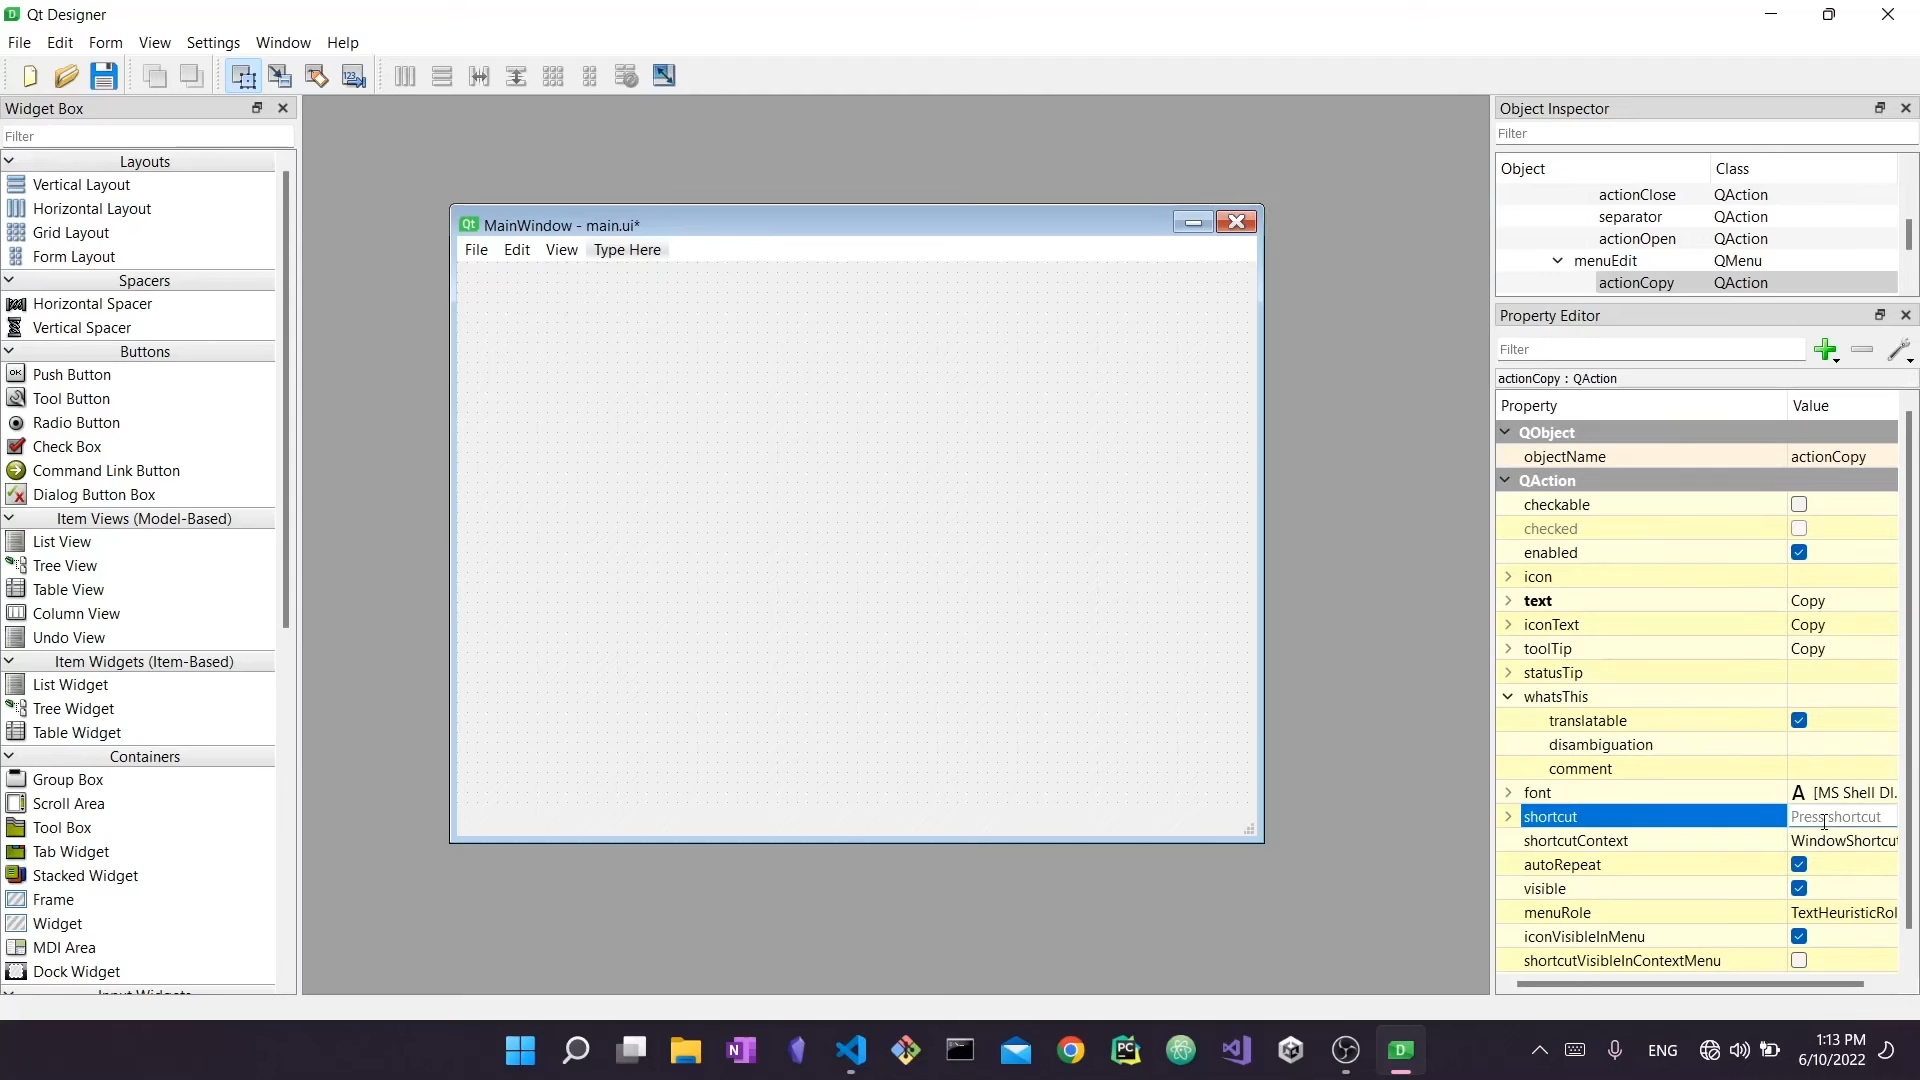 Qt Designer
File Edit Form View Settings Window Help
Widget Box
Filter
Layouts
Vertical Layout
Horizontal Layout
Grid Layout
Form Layout
Spacers
Horizontal Spacer
Vertical Spacer
Buttons
Push Button
Tool Button
Radio Button
Check Box
Command Link Button
Dialog Button Box
Item Views (Model-Based)
List View
Tree View
Table View
Column View
Undo View
Item Widgets (Item-Based)
List Widget
Tree Widget
Table Widget
Containers
Group Box
Scroll Area
Tool Box
Tab Widget
Stacked Widget
Frame
Widget
MDI Area
Dock Widget
Input Widgets
MainWindow - main.ui*
File Edit View Type Here
Object Inspector
Filter
Object Class
actionClose QAction
separator QAction
actionOpen QAction
menuEdit QMenu
actionCopy QAction
Property Editor
Filter
actionCopy : QAction
Property Value
QObject
objectName actionCopy
QAction
checkable
checked
enabled
icon
text Copy
iconText Copy
toolTip Copy
statusTip
whatsThis
translatable
disambiguation
comment
font A [MS Shell Dl.
shortcut Press shortcut
shortcutContext WindowShortcut
autoRepeat
visible
menuRole TextHeuristicRol
iconVisibleInMenu
shortcutVisibleInContextMenu
ENG
1:13 PM
6/10/2022